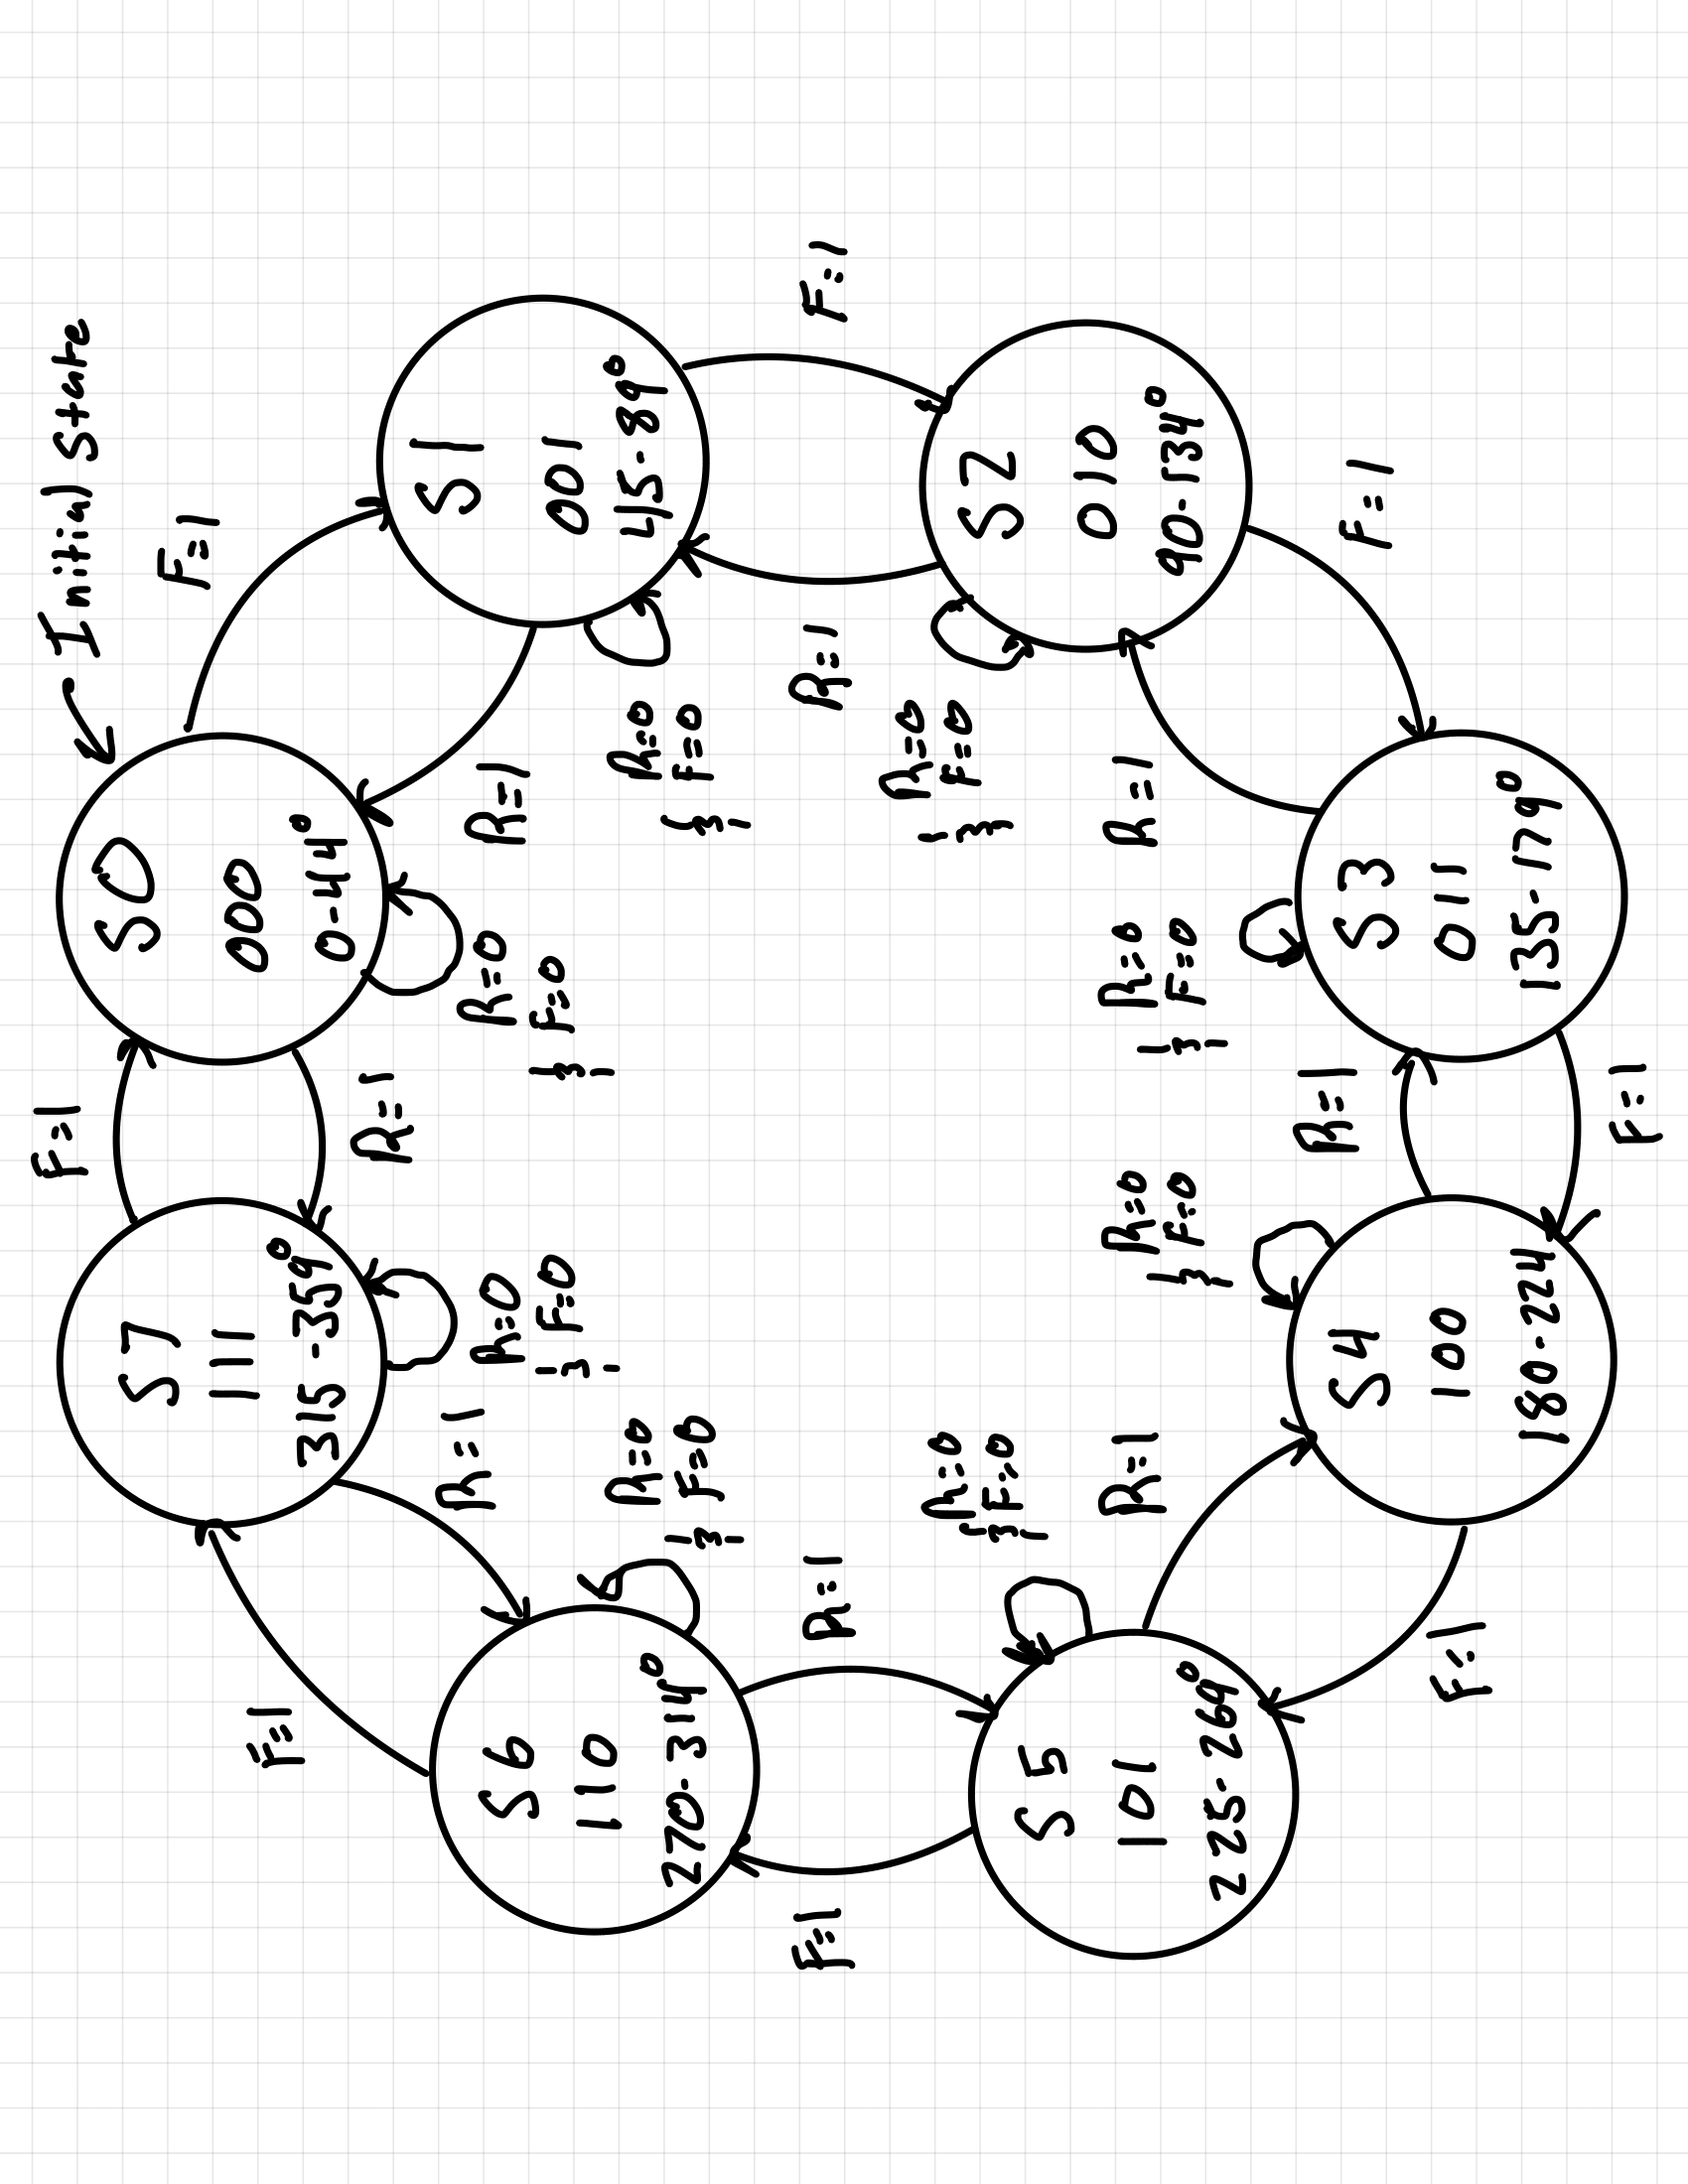 Initial State
F=1
S0
000
0-44°
R=0
& F=0
F=1
R=1
S1
001
45-89°
R=0
& F=0
F=1
R=1
S2
010
90-134°
R=0
& F=0
F=1
R=1
S3
011
135-179°
R=0
& F=0
F=1
R=1
S4
100
180-224
R=0
& F=0
F=1
R=1
S5
101
225-269°
R=0
& F=0
F=1
R=1
S6
110
270-314°
R=0
& F=0
F=1
R=1
S7
111
315-359°
R=0
& F=0
R=1